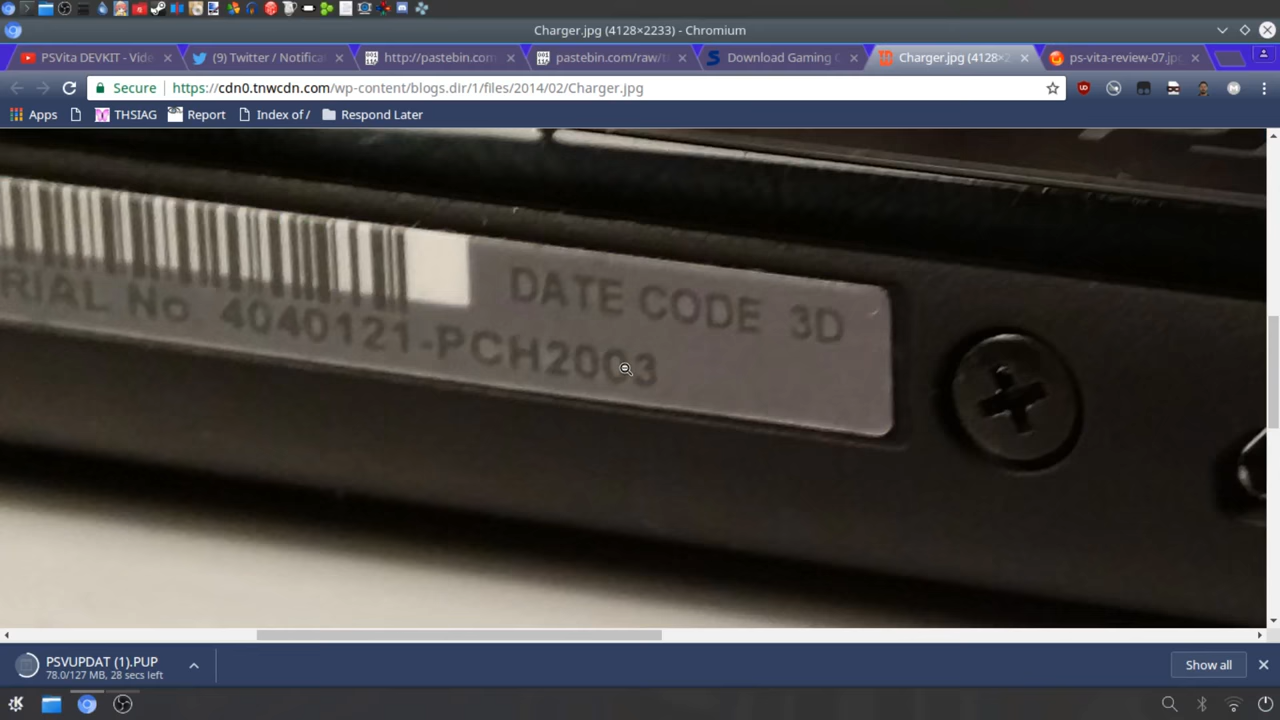 Charger.jpg (4128×2233) - Chromium
PSVita DEVKIT - Vide
(9) Twitter / Notifica
http://pastebin.com
pastebin.com/raw/
Download Gaming
Charger.jpg (4128×2
ps-vita-review-07.jp
Secure
https://cdn0.tnwcdn.com/wp-content/blogs.dir/1/files/2014/02/Charger.jpg
Apps
THSIAG
Report
Index of /
Respond Later
DATE CODE 3D
RIAL No 4040121-PCH2003
PSVUPDAT (1).PUP
78.0/127 MB, 28 secs left
Show all